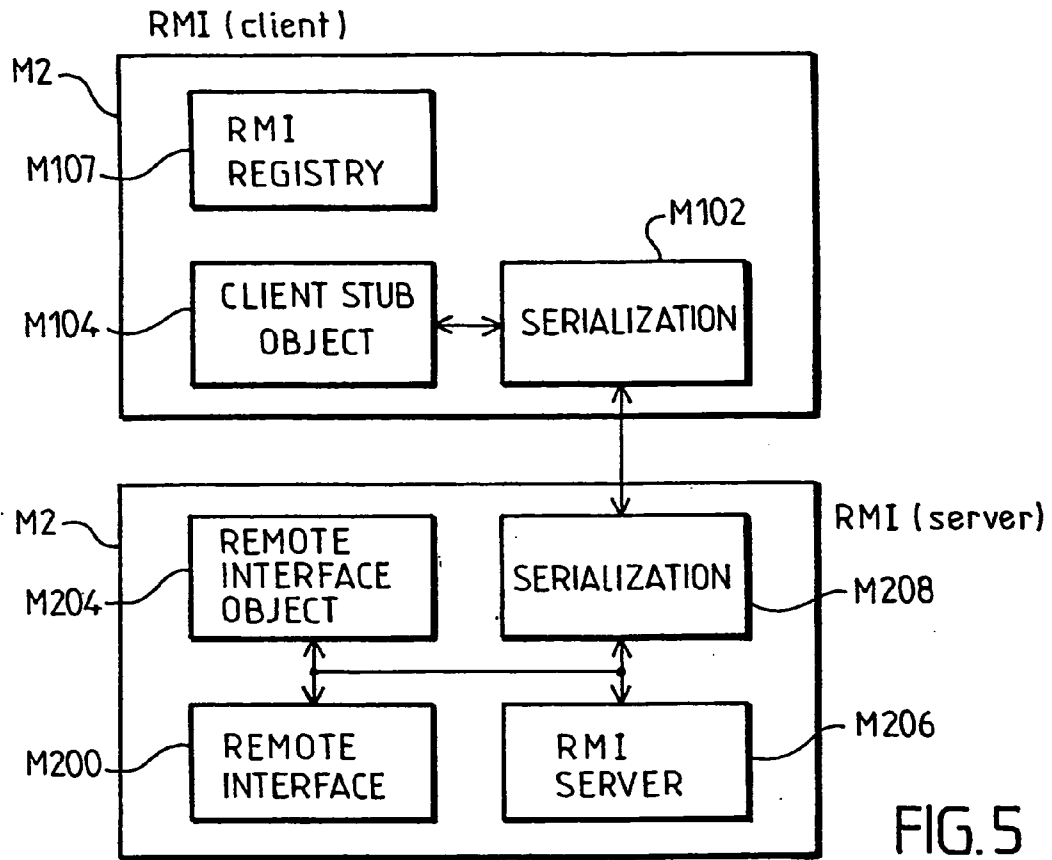 RMI (client)
M2
RMI
REGISTRY
M107
M102
CLIENT STUB
OBJECT
M104
SERIALIZATION
M2
RMI (server)
REMOTE
INTERFACE
OBJECT
M204
SERIALIZATION
M208
REMOTE
INTERFACE
M200
RMI
SERVER
M206
FIG.5